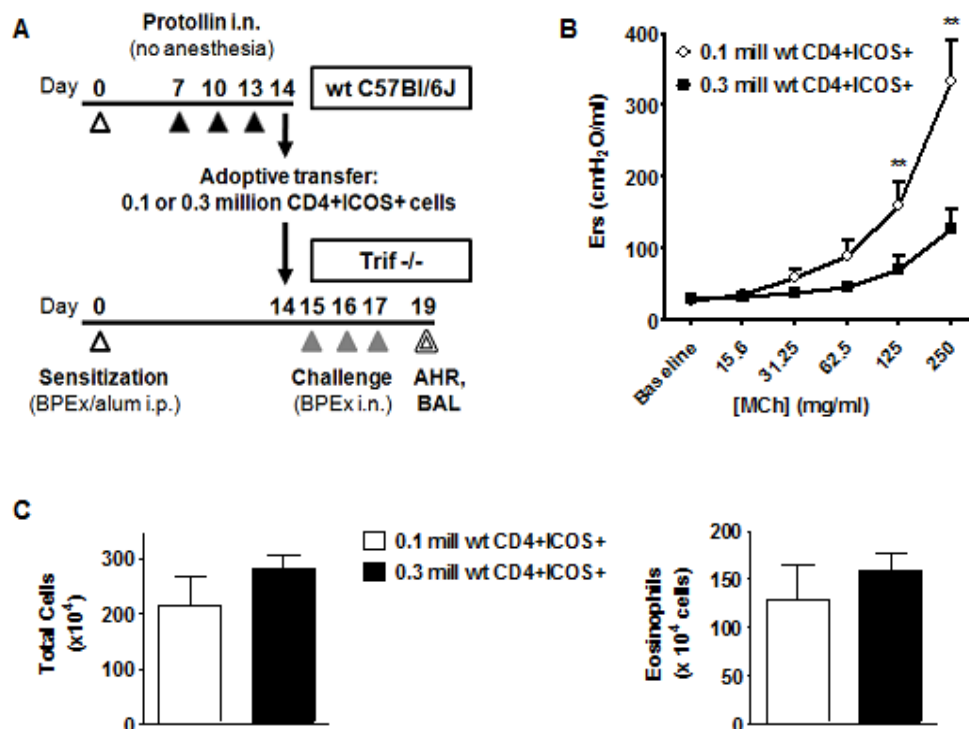 A
Protollin i.n.
(no anesthesia)
Day 0 7 10 13 14
wt C57Bl/6J
Adoptive transfer:
0.1 or 0.3 million CD4+ICOS+ cells
Trif -/-
Day 0 14 15 16 17 19
Sensitization Challenge AHR,
(BPEx/alum i.p.) (BPEx i.n.) BAL
B
Ers (cmH2O/ml)
400
300
200
100
0
0.1 mill wt CD4+ICOS+
0.3 mill wt CD4+ICOS+
**
**
Baseline 15,6 31,25 62.5 125 250
[MCh] (mg/ml)
C
Total Cells
(x10⁴)
300
200
100
0
0.1 mill wt CD4+ICOS+
0.3 mill wt CD4+ICOS+
Eosinophils
(x 10⁴ cells)
200
150
100
50
0